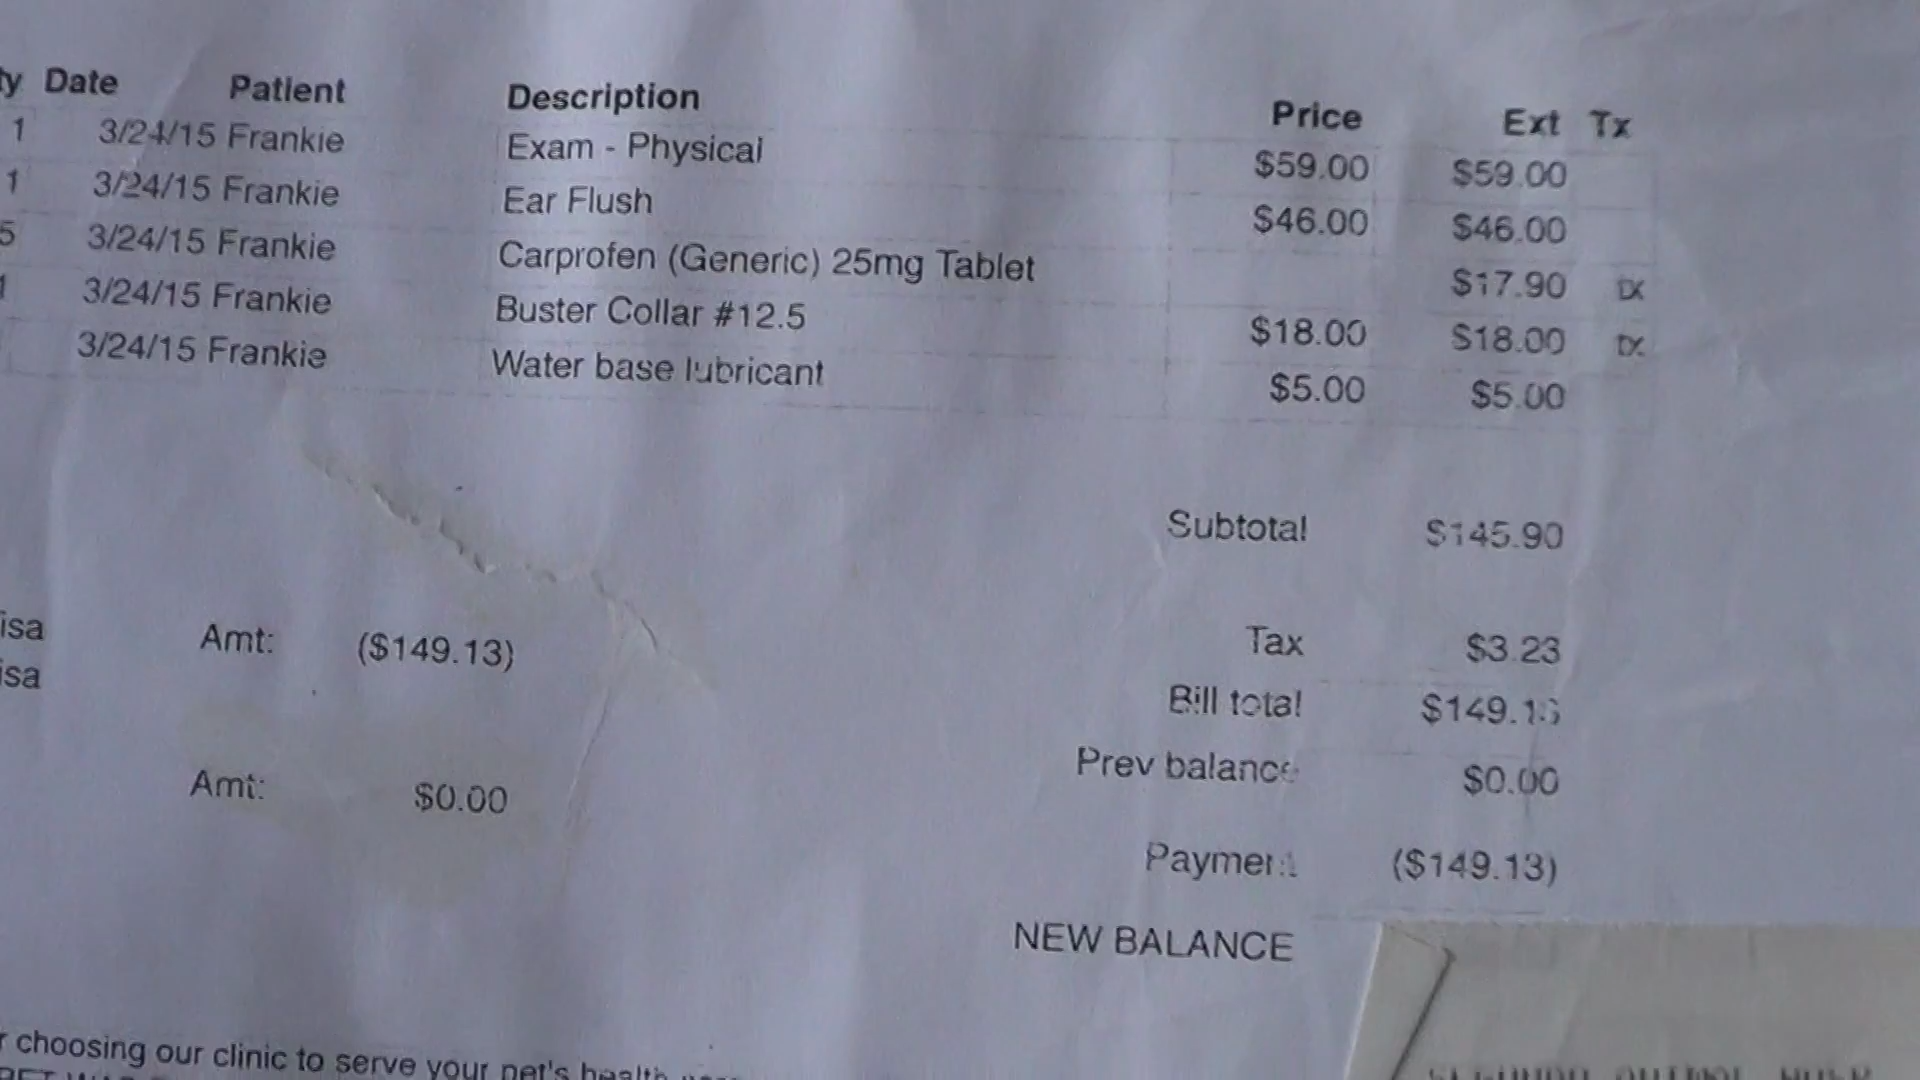 Date Patient Description Price Ext Tx
1 3/24/15 Frankie Exam - Physical $59.00 $59.00
1 3/24/15 Frankie Ear Flush $46.00 $46.00
5 3/24/15 Frankie Carprofen (Generic) 25mg Tablet $17.90 tx
1 3/24/15 Frankie Buster Collar #12.5 $18.00 $18.00 tx
3/24/15 Frankie Water base lubricant $5.00 $5.00
Subtotal $145.90
isa Amt: ($149.13) Tax $3.23
isa Bill total $149.13
Prev balance $0.00
Amt: $0.00
Payment ($149.13)
NEW BALANCE
choosing our clinic to serve your pet's health